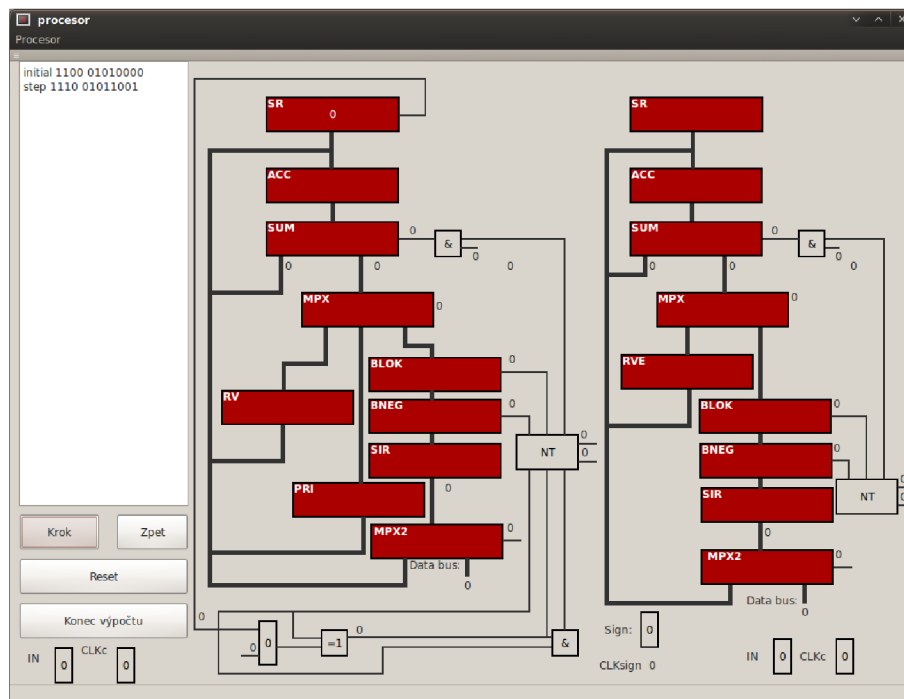 procesor
Procesor
initial 1100 01010000
step 1110 01011001
Krok
Zpet
Reset
Konec výpočtu
IN
0
CLKc
0
SR
0
ACC
SUM
0
&
0
0
0
0
MPX
0
RV
BLOK
0
BNEG
0
SIR
0
NT
0
0
PRI
MPX2
0
Data bus:
0
0
0
0
=1
0
&
SR
ACC
SUM
0
&
0
0
0
0
MPX
0
RVE
BLOK
0
BNEG
0
SIR
0
NT
0
0
MPX2
0
Data bus:
0
Sign:
0
CLKsign 0
IN
0
CLKc
0